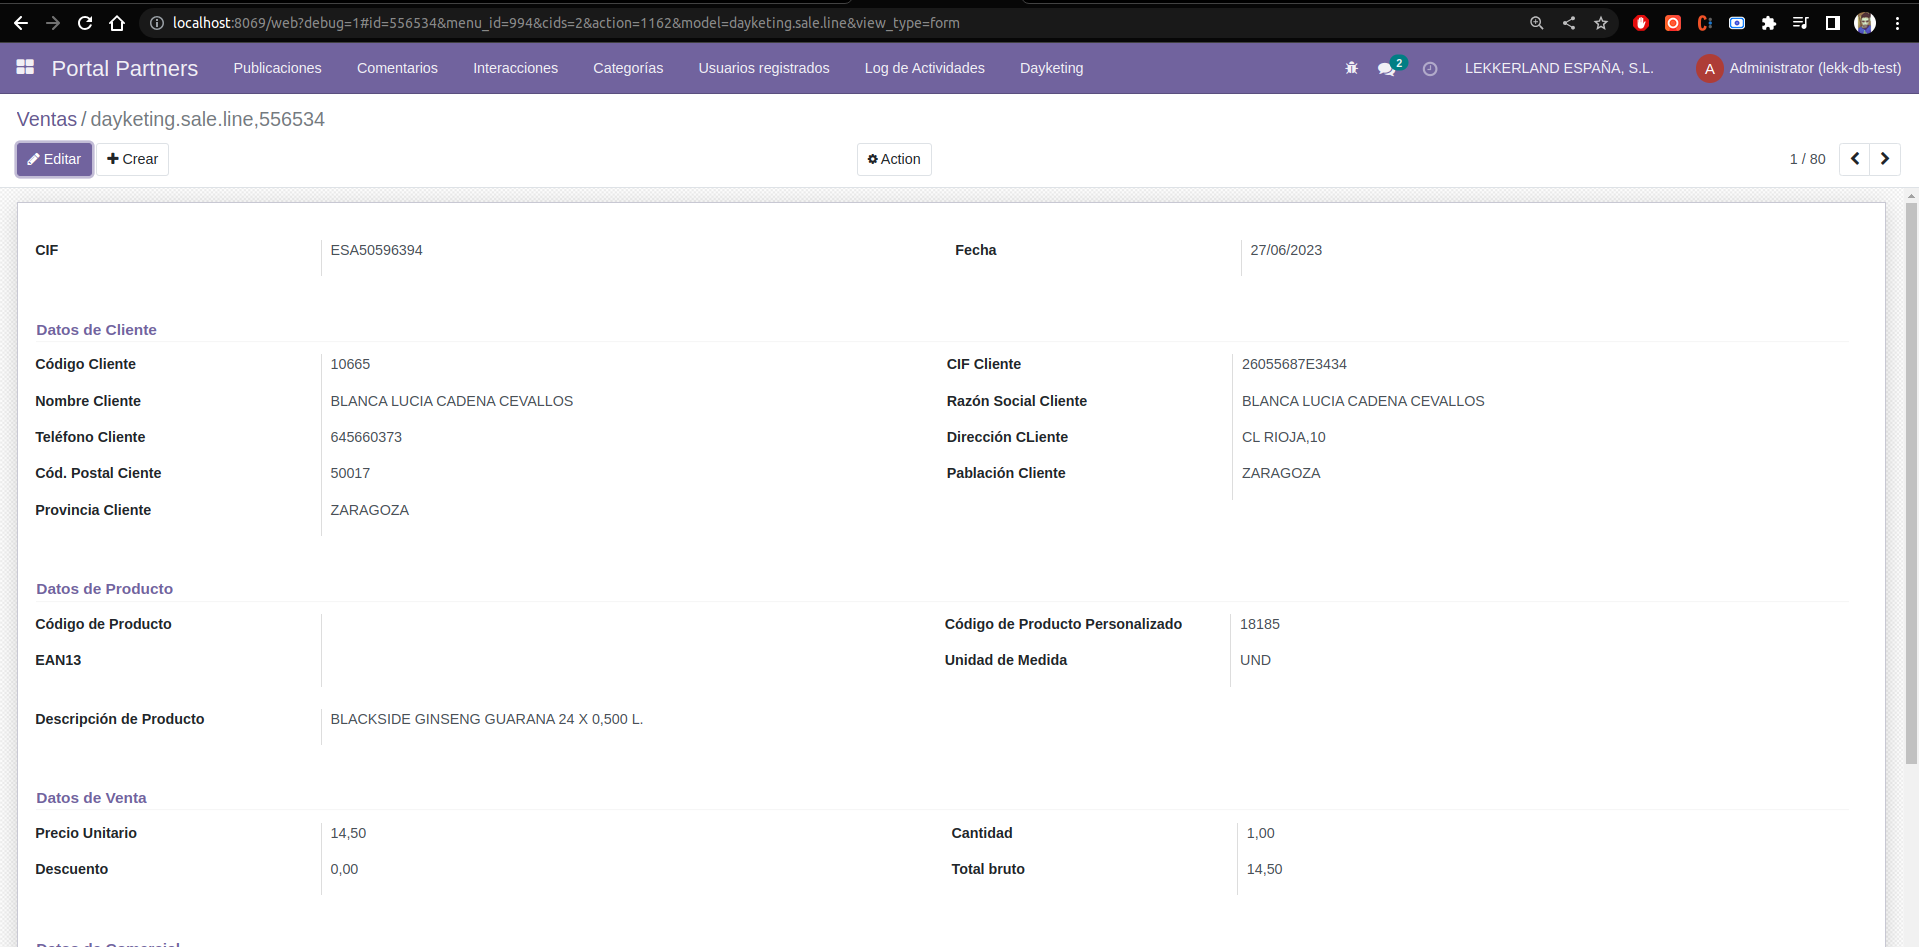 localhost:8069/web?debug=1#id=556534&menu_id=994&cids=2&action=1162&model=dayketing.sale.line&view_type=form
Portal Partners Publicaciones Comentarios Interacciones Categorías Usuarios registrados Log de Actividades Dayketing 2 LEKKERLAND ESPAÑA, S.L. A Administrator (lekk-db-test)
Ventas / dayketing.sale.line,556534
Editar Crear Action 1 / 80
CIF ESA50596394 Fecha 27/06/2023
Datos de Cliente
Código Cliente 10665 CIF Cliente 26055687E3434
Nombre Cliente BLANCA LUCIA CADENA CEVALLOS Razón Social Cliente BLANCA LUCIA CADENA CEVALLOS
Teléfono Cliente 645660373 Dirección CLiente CL RIOJA,10
Cód. Postal Ciente 50017 Pablación Cliente ZARAGOZA
Provincia Cliente ZARAGOZA
Datos de Producto
Código de Producto Código de Producto Personalizado 18185
EAN13 Unidad de Medida UND
Descripción de Producto BLACKSIDE GINSENG GUARANA 24 X 0,500 L.
Datos de Venta
Precio Unitario 14,50 Cantidad 1,00
Descuento 0,00 Total bruto 14,50
Datos de Comercial